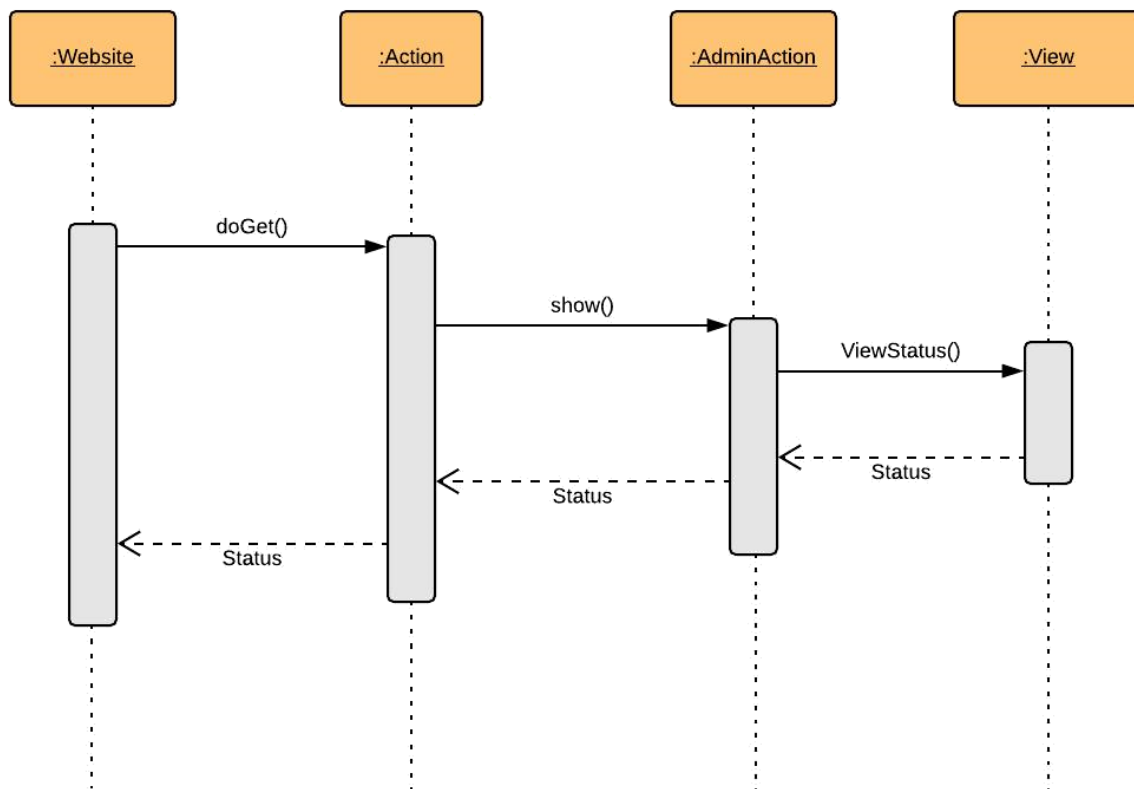 :Website
:Action
:AdminAction
:View
doGet()
show()
ViewStatus()
Status
Status
Status